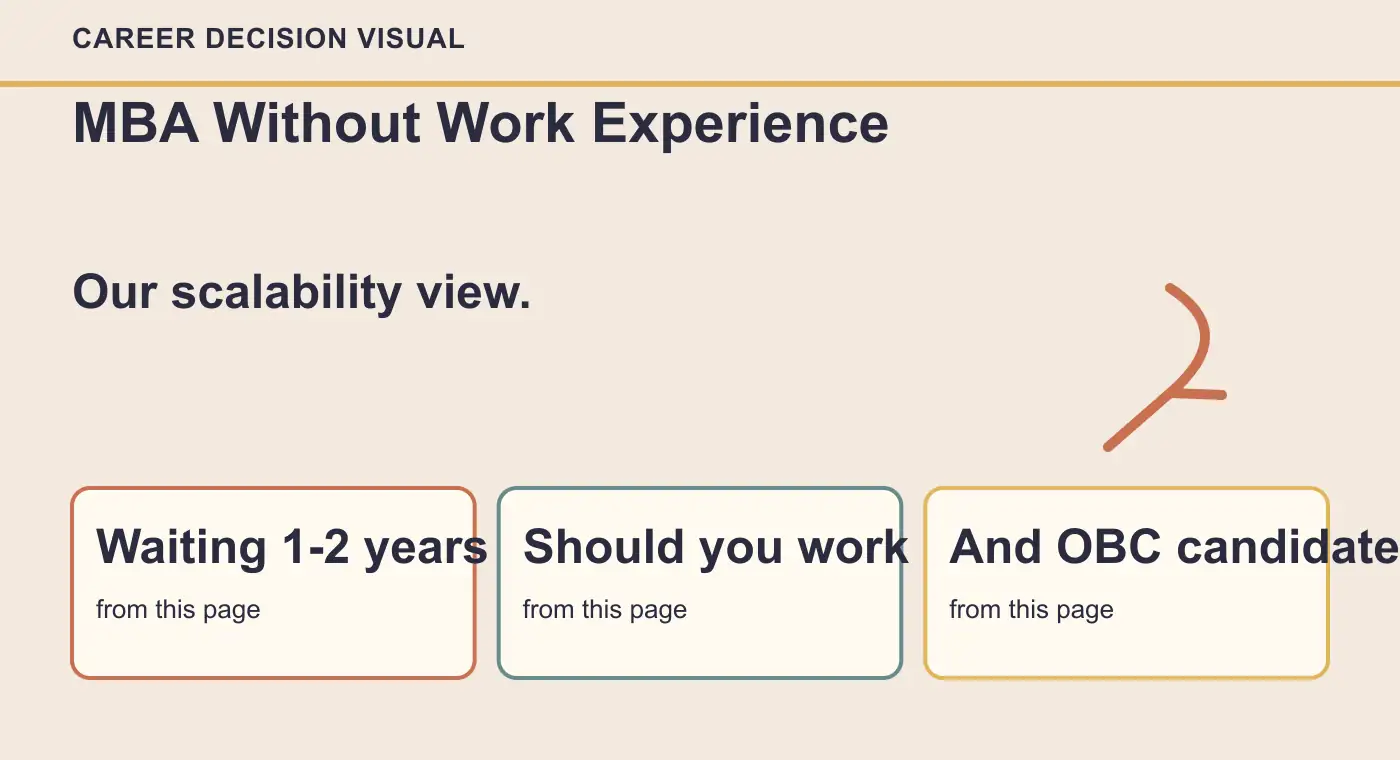 CAREER DECISION VISUAL
MBA Without Work Experience
Our scalability view.
Waiting 1-2 years
from this page
Should you work
from this page
And OBC candidate
from this page